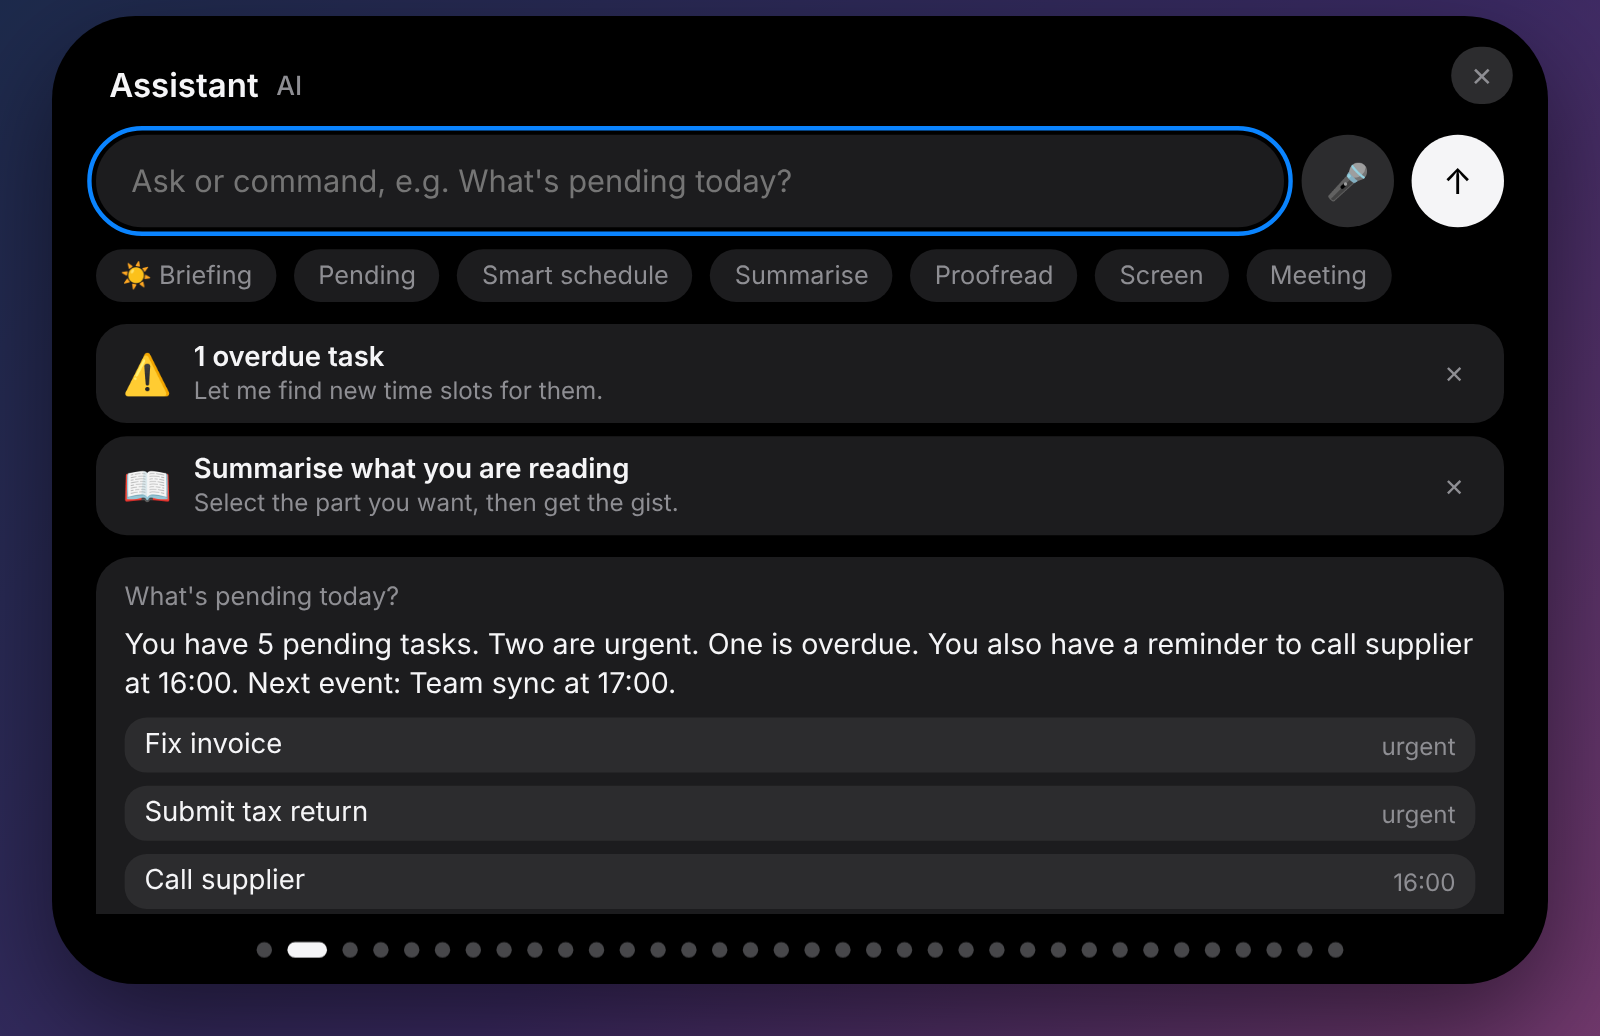 Assistant AI
Ask or command, e.g. What's pending today?
Briefing Pending Smart schedule Summarise Proofread Screen Meeting
1 overdue task
Let me find new time slots for them.
Summarise what you are reading
Select the part you want, then get the gist.
What's pending today?
You have 5 pending tasks. Two are urgent. One is overdue. You also have a reminder to call supplier
at 16:00. Next event: Team sync at 17:00.
Fix invoice urgent
Submit tax return urgent
Call supplier 16:00